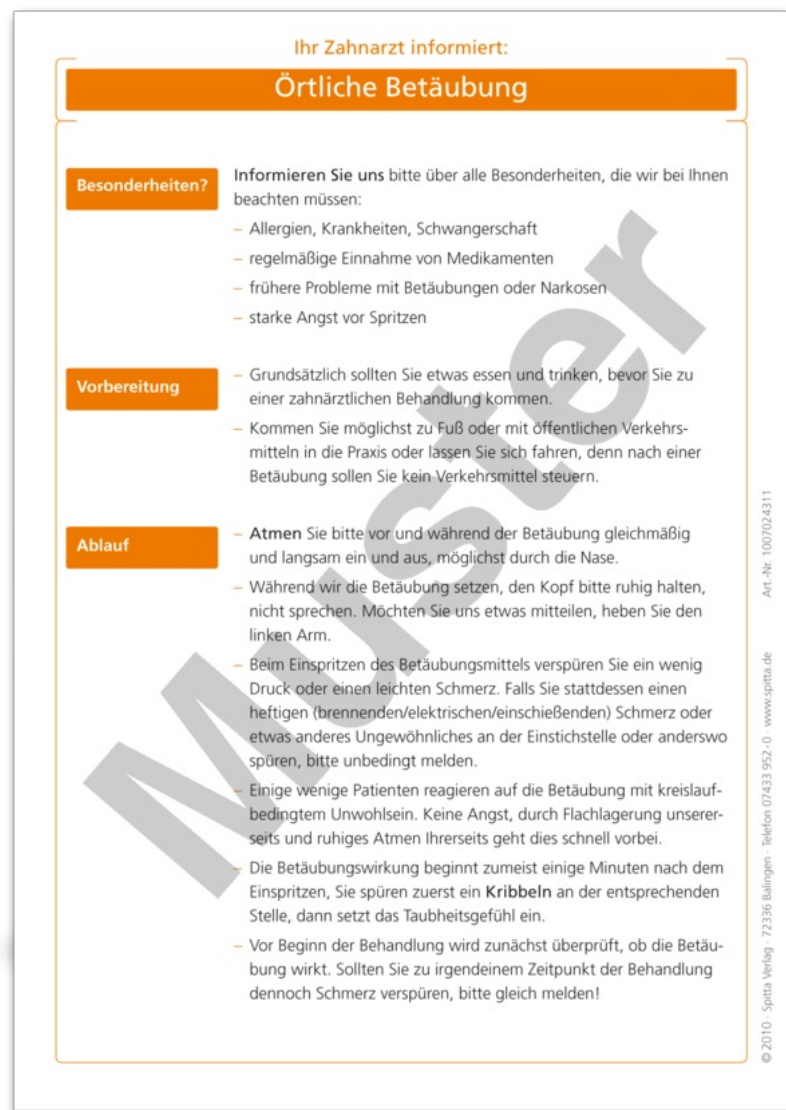 Ihr Zahnarzt informiert:
Örtliche Betäubung
Besonderheiten?
Informieren Sie uns bitte über alle Besonderheiten, die wir bei Ihnen
beachten müssen:
– Allergien, Krankheiten, Schwangerschaft
– regelmäßige Einnahme von Medikamenten
– frühere Probleme mit Betäubungen oder Narkosen
– starke Angst vor Spritzen
Vorbereitung
– Grundsätzlich sollten Sie etwas essen und trinken, bevor Sie zu
einer zahnärztlichen Behandlung kommen.
– Kommen Sie möglichst zu Fuß oder mit öffentlichen Verkehrs-
mitteln in die Praxis oder lassen Sie sich fahren, denn nach einer
Betäubung sollen Sie kein Verkehrsmittel steuern.
Ablauf
– Atmen Sie bitte vor und während der Betäubung gleichmäßig
und langsam ein und aus, möglichst durch die Nase.
– Während wir die Betäubung setzen, den Kopf bitte ruhig halten,
nicht sprechen. Möchten Sie uns etwas mitteilen, heben Sie den
linken Arm.
– Beim Einspritzen des Betäubungsmittels verspüren Sie ein wenig
Druck oder einen leichten Schmerz. Falls Sie stattdessen einen
heftigen (brennenden/elektrischen/einschießenden) Schmerz oder
etwas anderes Ungewöhnliches an der Einstichstelle oder anderswo
spüren, bitte unbedingt melden.
– Einige wenige Patienten reagieren auf die Betäubung mit kreislauf-
bedingtem Unwohlsein. Keine Angst, durch Flachlagerung unserer-
seits und ruhiges Atmen Ihrerseits geht dies schnell vorbei.
– Die Betäubungswirkung beginnt zumeist einige Minuten nach dem
Einspritzen, Sie spüren zuerst ein Kribbeln an der entsprechenden
Stelle, dann setzt das Taubheitsgefühl ein.
– Vor Beginn der Behandlung wird zunächst überprüft, ob die Betäu-
bung wirkt. Sollten Sie zu irgendeinem Zeitpunkt der Behandlung
dennoch Schmerz verspüren, bitte gleich melden!
Muster
© 2010 · Spitta Verlag · 72336 Balingen · Telefon 07433 952-0 · www.spitta.de Art.-Nr. 1007024311